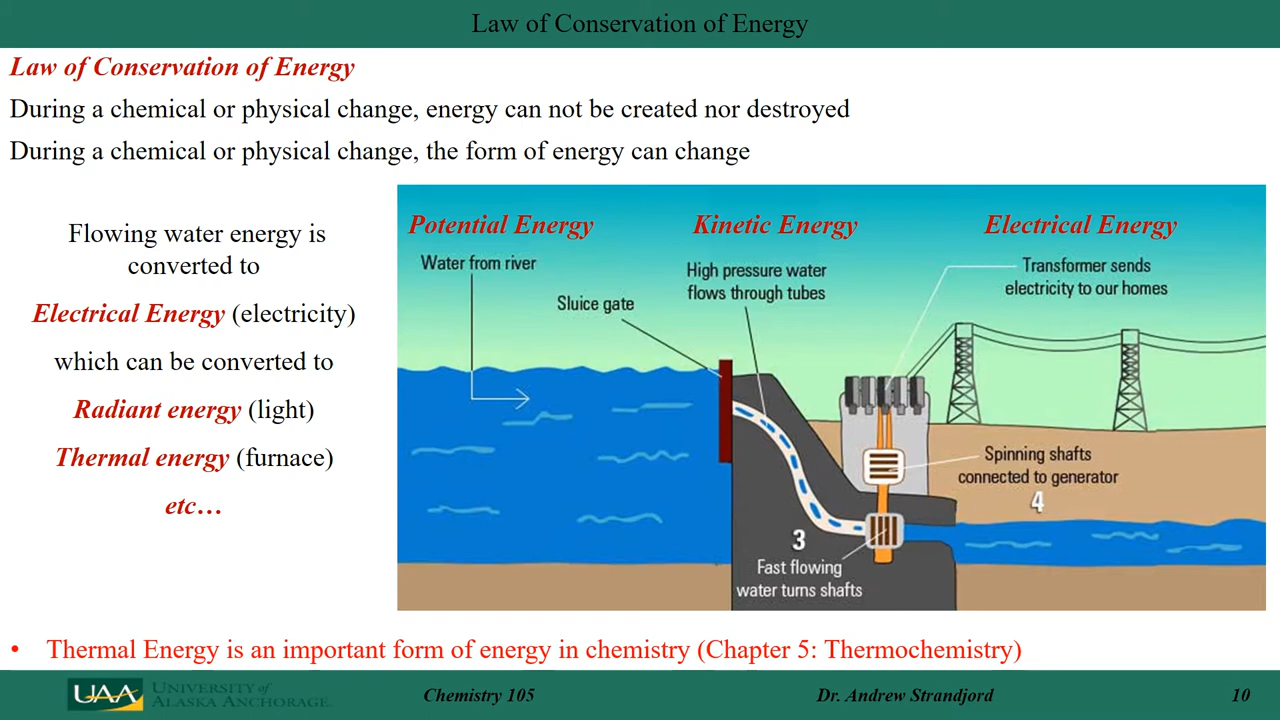 Law of Conservation of Energy
Law of Conservation of Energy
During a chemical or physical change, energy can not be created nor destroyed
During a chemical or physical change, the form of energy can change
Flowing water energy is
converted to
Electrical Energy (electricity)
which can be converted to
Radiant energy (light)
Thermal energy (furnace)
etc…
Potential Energy
Kinetic Energy
Electrical Energy
Water from river
Sluice gate
High pressure water
flows through tubes
Transformer sends
electricity to our homes
Spinning shafts
connected to generator
4
3
Fast flowing
water turns shafts
• Thermal Energy is an important form of energy in chemistry (Chapter 5: Thermochemistry)
UAA
UNIVERSITY of
ALASKA ANCHORAGE.
Chemistry 105
Dr. Andrew Strandjord
10